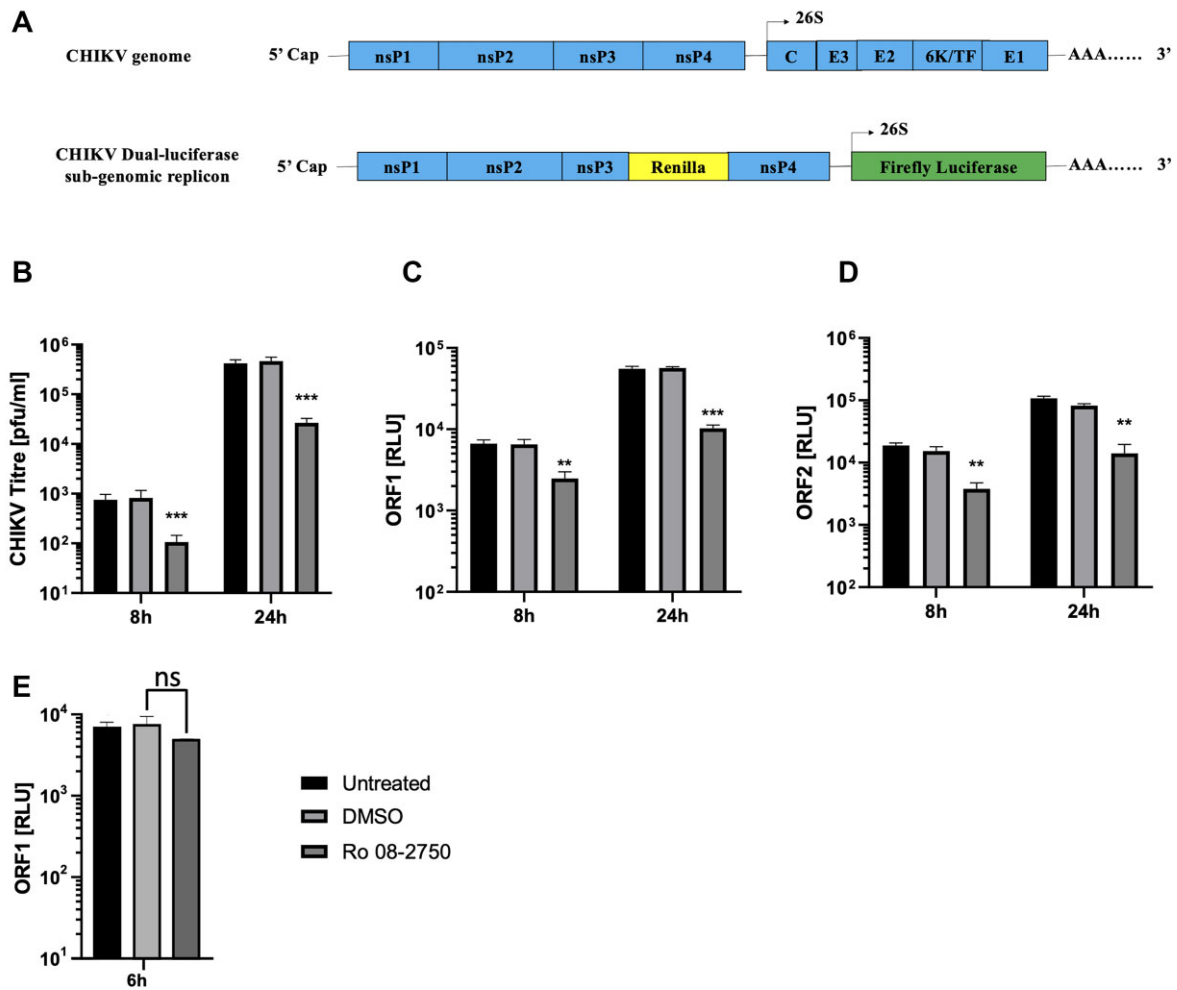 A
CHIKV genome
5’ Cap
nsP1 nsP2 nsP3 nsP4
26S
C E3 E2 6K/TF E1
AAA…… 3’
CHIKV Dual-luciferase
sub-genomic replicon
5’ Cap
nsP1 nsP2 nsP3 Renilla nsP4
26S
Firefly Luciferase
AAA…… 3’
B
CHIKV Titre [pfu/ml]
10⁶
10⁵
10⁴
10³
10²
10¹
***
***
8h 24h
C
ORF1 [RLU]
10⁵
10⁴
10³
10²
**
***
8h 24h
D
ORF2 [RLU]
10⁶
10⁵
10⁴
10³
10²
**
**
8h 24h
E
ns
ORF1 [RLU]
10⁴
10³
10²
10¹
6h
Untreated
DMSO
Ro 08-2750